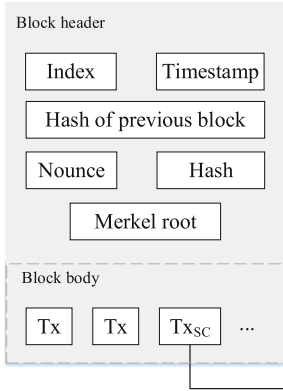 Block header
Index Timestamp
Hash of previous block
Nounce Hash
Merkel root
Block body
Tx Tx TxSC ...